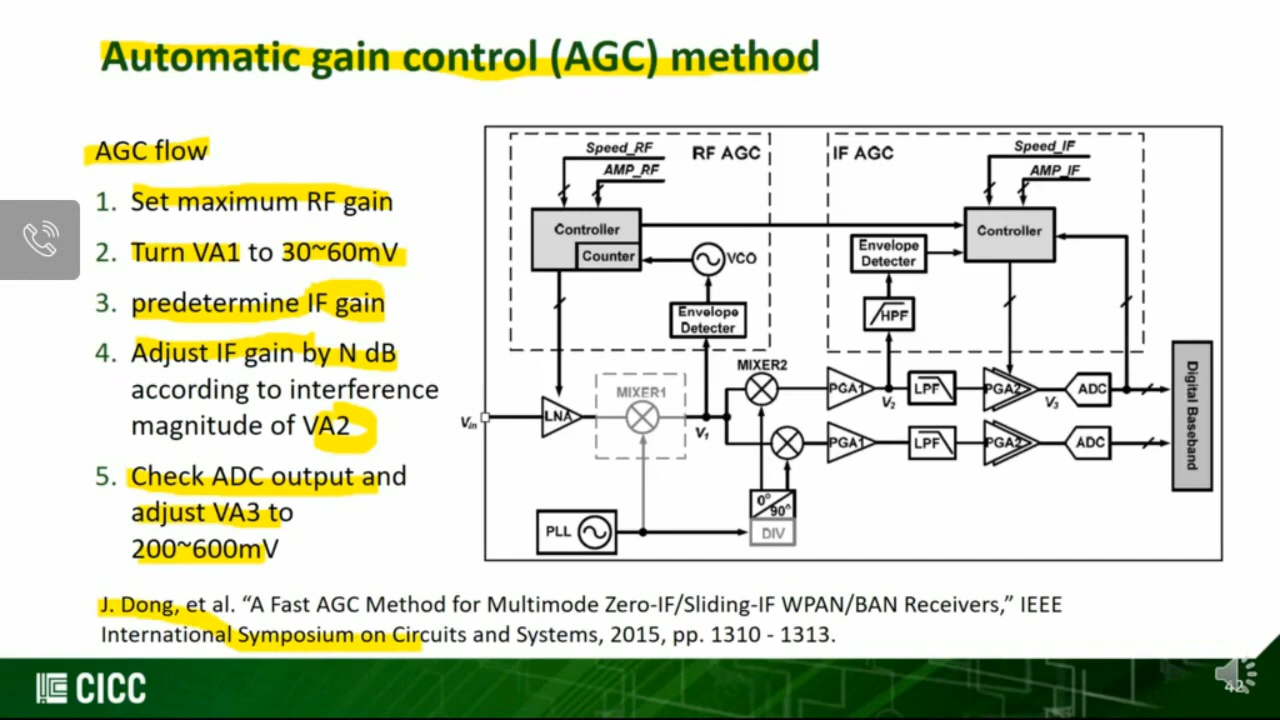 Automatic gain control (AGC) method
AGC flow
1. Set maximum RF gain
2. Turn VA1 to 30~60mV
3. predetermine IF gain
4. Adjust IF gain by N dB
according to interference
magnitude of VA2
5. Check ADC output and
adjust VA3 to
200~600mV
Speed_RF
RF AGC
AMP_RF
Controller
Counter
VCO
Envelope
Detecter
IF AGC
Speed_IF
AMP_IF
Envelope
Detecter
Controller
HPF
MIXER2
MIXER1
Vin
LNA
V1
PGA1
V2
LPF
PGA2
V3
ADC
PGA1
LPF
PGA2
ADC
Digital Baseband
PLL
0°
90°
DIV
J. Dong, et al. “A Fast AGC Method for Multimode Zero-IF/Sliding-IF WPAN/BAN Receivers,” IEEE
International Symposium on Circuits and Systems, 2015, pp. 1310 - 1313.
CICC
42